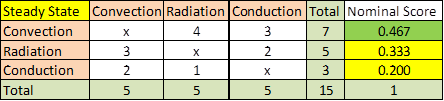 Steady State Convection Radiation Conduction Total Nominal Score
Convection x 4 3 7 0.467
Radiation 3 x 2 5 0.333
Conduction 2 1 x 3 0.200
Total 5 5 5 15 1